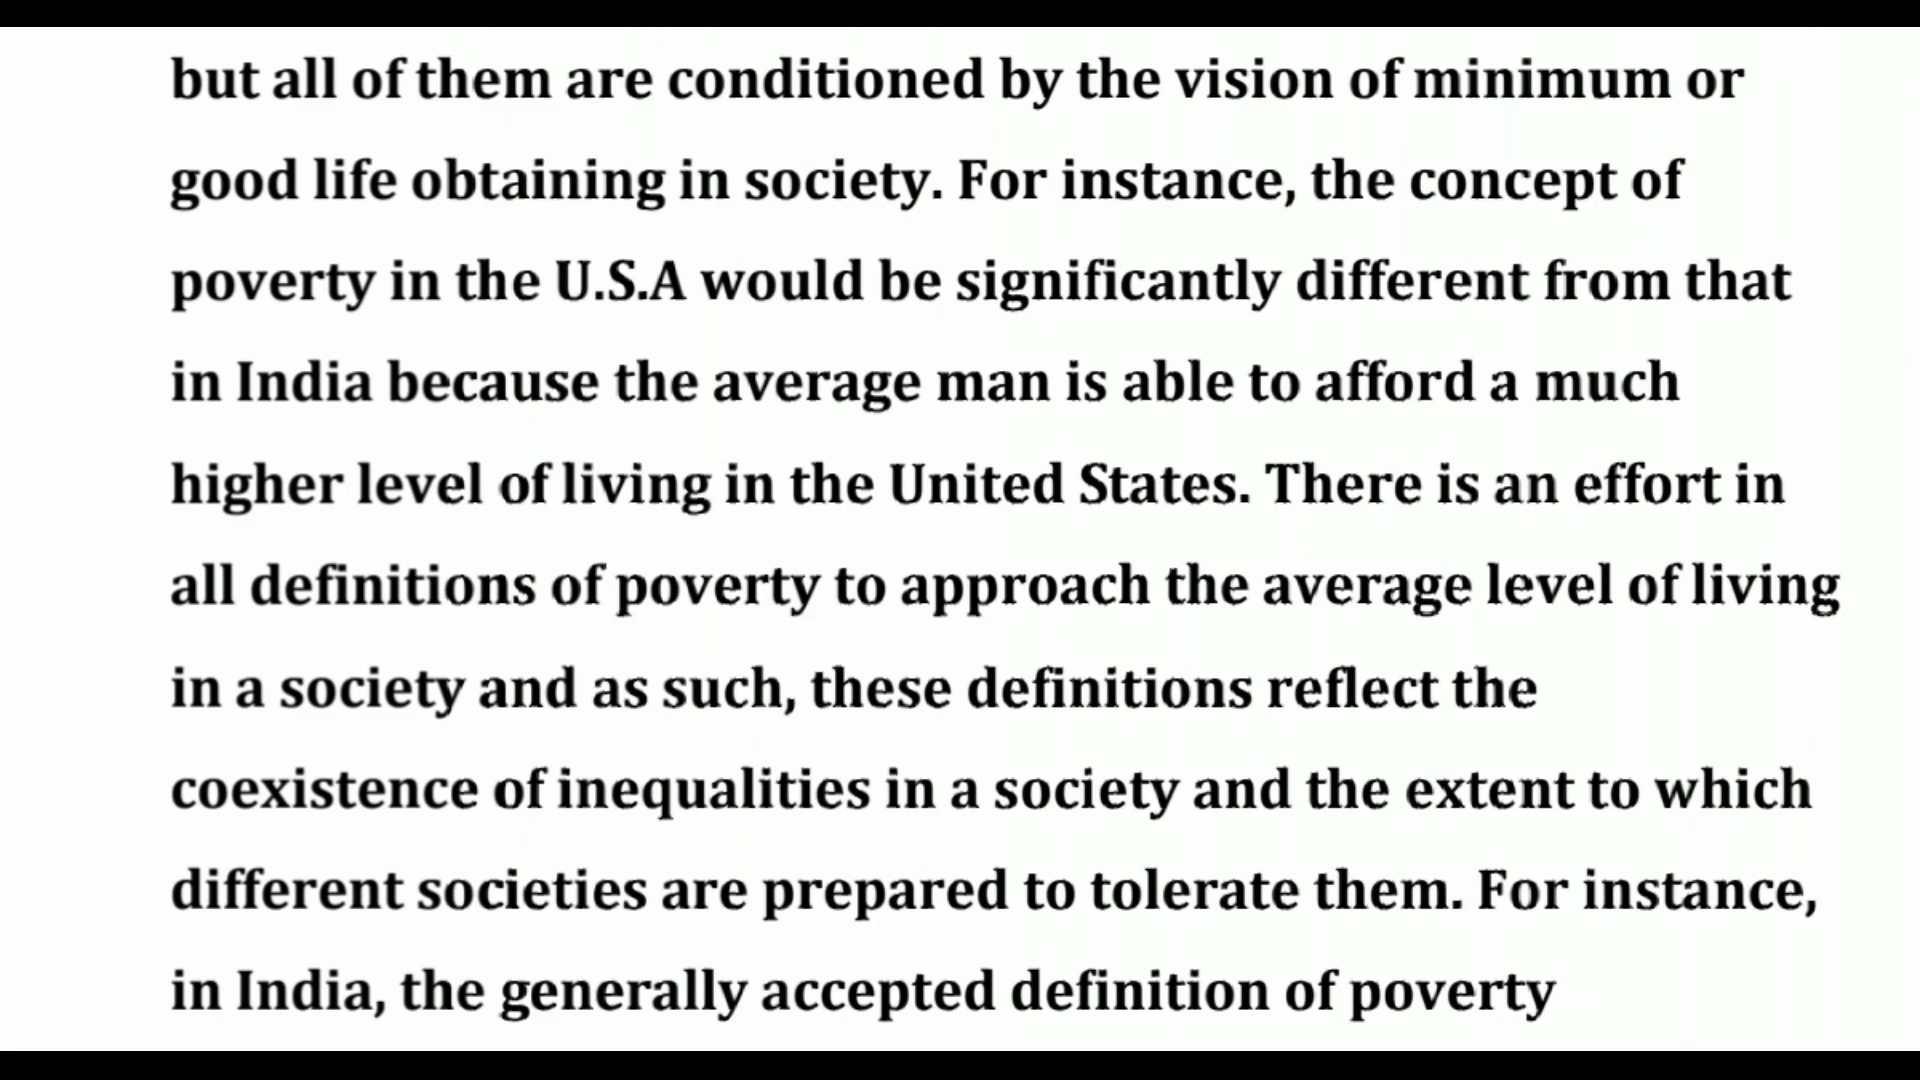 but all of them are conditioned by the vision of minimum or
good life obtaining in society. For instance, the concept of
poverty in the U.S.A would be significantly different from that
in India because the average man is able to afford a much
higher level of living in the United States. There is an effort in
all definitions of poverty to approach the average level of living
in a society and as such, these definitions reflect the
coexistence of inequalities in a society and the extent to which
different societies are prepared to tolerate them. For instance,
in India, the generally accepted definition of poverty